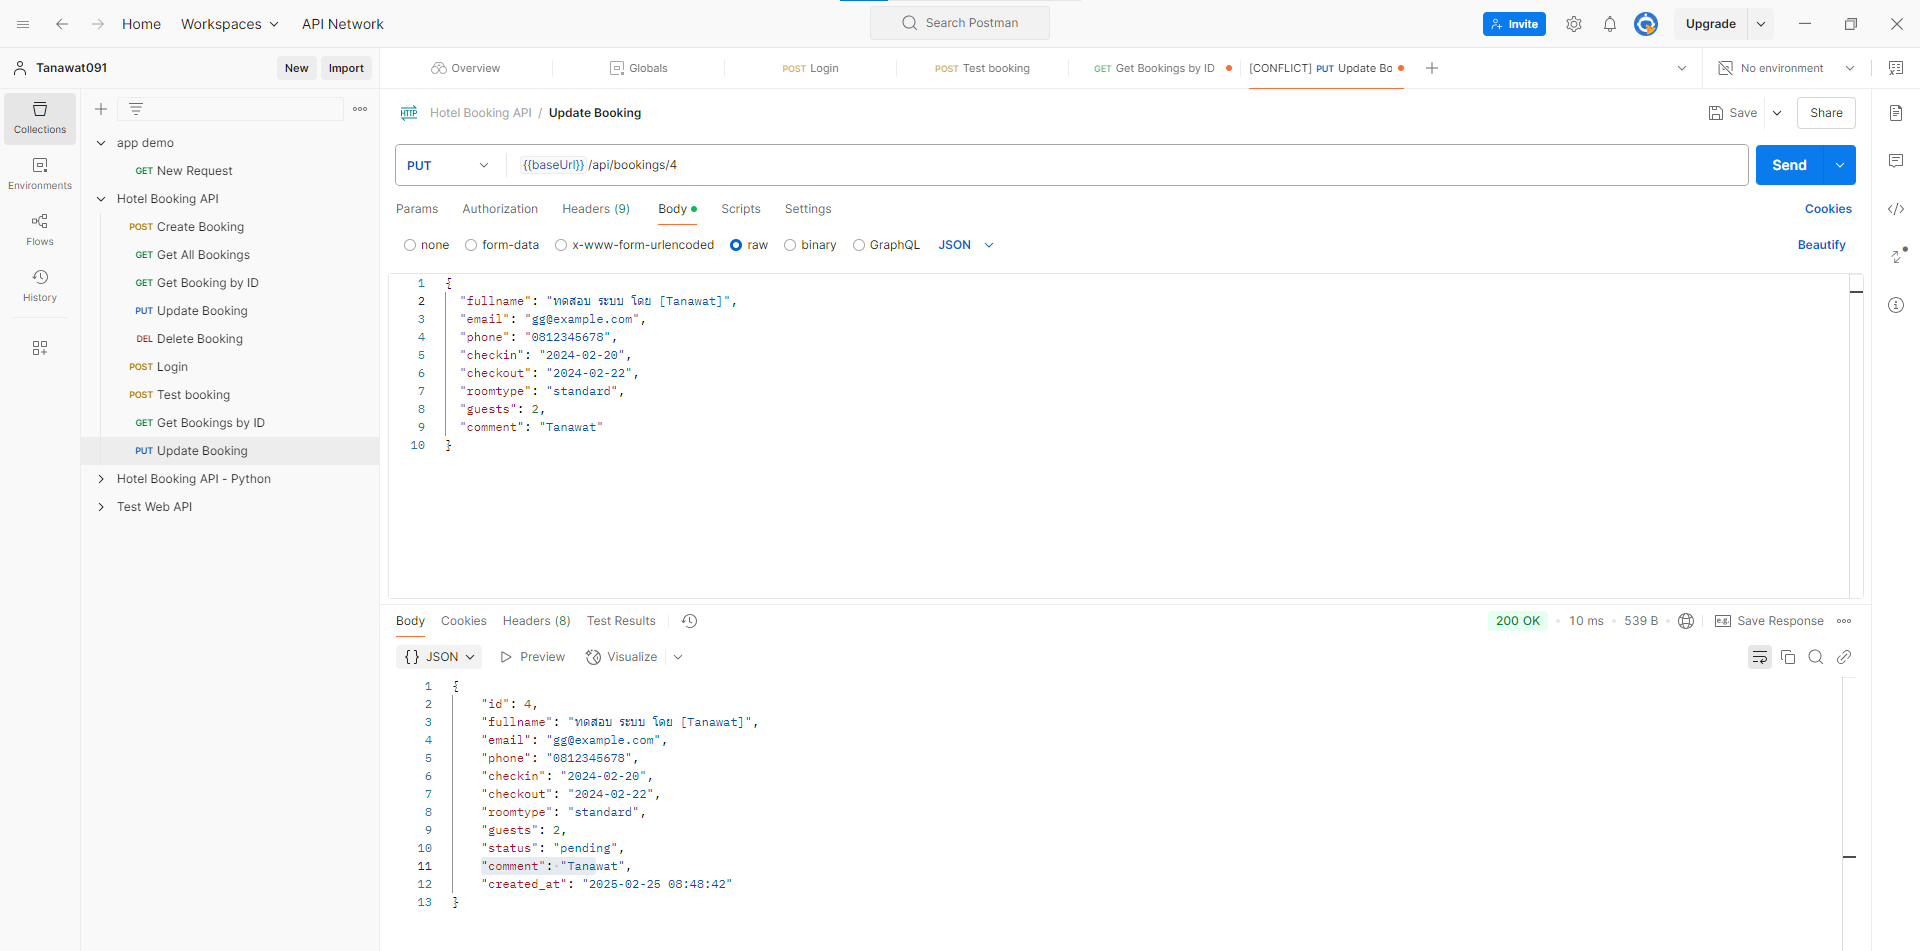 Home
Workspaces
API Network
Search Postman
Invite
Upgrade
Tanawat091
New
Import
Overview
Globals
POST Login
POST Test booking
GET Get Bookings by ID
[CONFLICT] PUT Update Bo
No environment
Collections
Environments
Flows
History
app demo
GET New Request
Hotel Booking API
POST Create Booking
GET Get All Bookings
GET Get Booking by ID
PUT Update Booking
DEL Delete Booking
POST Login
POST Test booking
GET Get Bookings by ID
PUT Update Booking
Hotel Booking API - Python
Test Web API
HTTP Hotel Booking API / Update Booking
Save
Share
PUT
{{baseUrl}}/api/bookings/4
Send
Params
Authorization
Headers (9)
Body
Scripts
Settings
Cookies
none
form-data
x-www-form-urlencoded
raw
binary
GraphQL
JSON
Beautify
1 {
2 "fullname": "ทดสอบ ระบบ โดย [Tanawat]",
3 "email": "gg@example.com",
4 "phone": "0812345678",
5 "checkin": "2024-02-20",
6 "checkout": "2024-02-22",
7 "roomtype": "standard",
8 "guests": 2,
9 "comment": "Tanawat"
10 }
Body
Cookies
Headers (8)
Test Results
200 OK
10 ms
539 B
e.g. Save Response
{} JSON
Preview
Visualize
1 {
2 "id": 4,
3 "fullname": "ทดสอบ ระบบ โดย [Tanawat]",
4 "email": "gg@example.com",
5 "phone": "0812345678",
6 "checkin": "2024-02-20",
7 "checkout": "2024-02-22",
8 "roomtype": "standard",
9 "guests": 2,
10 "status": "pending",
11 "comment": "Tanawat",
12 "created_at": "2025-02-25 08:48:42"
13 }